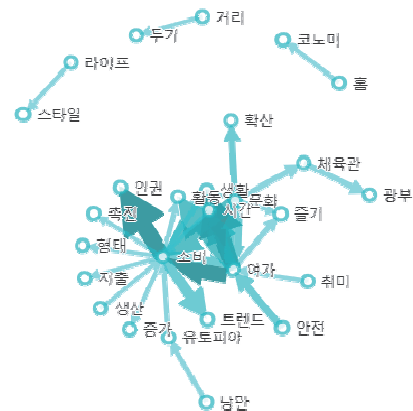 거리
두기
코노미
라이프
홈
스타일
확산
체육관
인권
생활
활동
문화
광부
촉진
시간
즐기
형태
소비
여가
지출
취미
생산
트렌드
안전
증가
유토피아
낭만